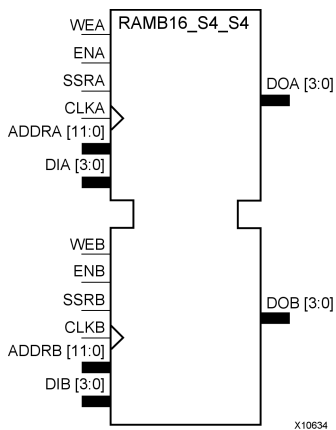 RAMB16_S4_S4
WEA
ENA
SSRA
CLKA
ADDRA [11:0]
DIA [3:0]
DOA [3:0]
WEB
ENB
SSRB
CLKB
ADDRB [11:0]
DIB [3:0]
DOB [3:0]
X10634